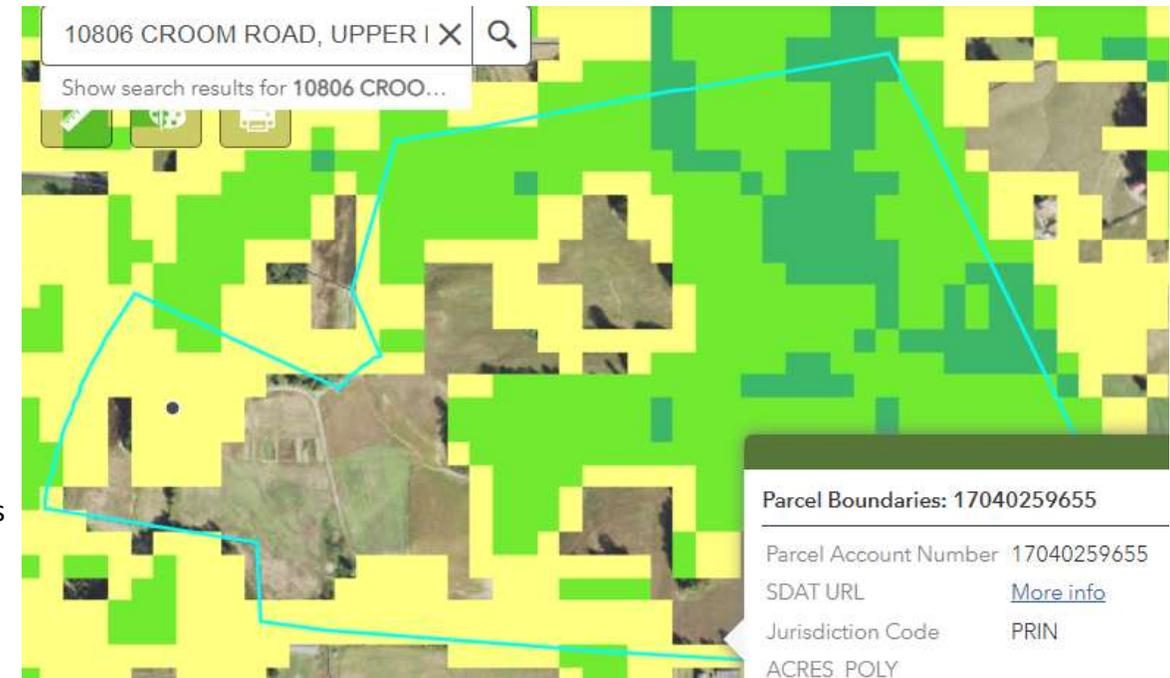 10806 CROOM ROAD, UPPER
Show search results for 10806 CROO...
s
Parcel Boundaries: 17040259655
Parcel Account Number 17040259655
SDAT URL More info
Jurisdiction Code PRIN
ACRES_POLY